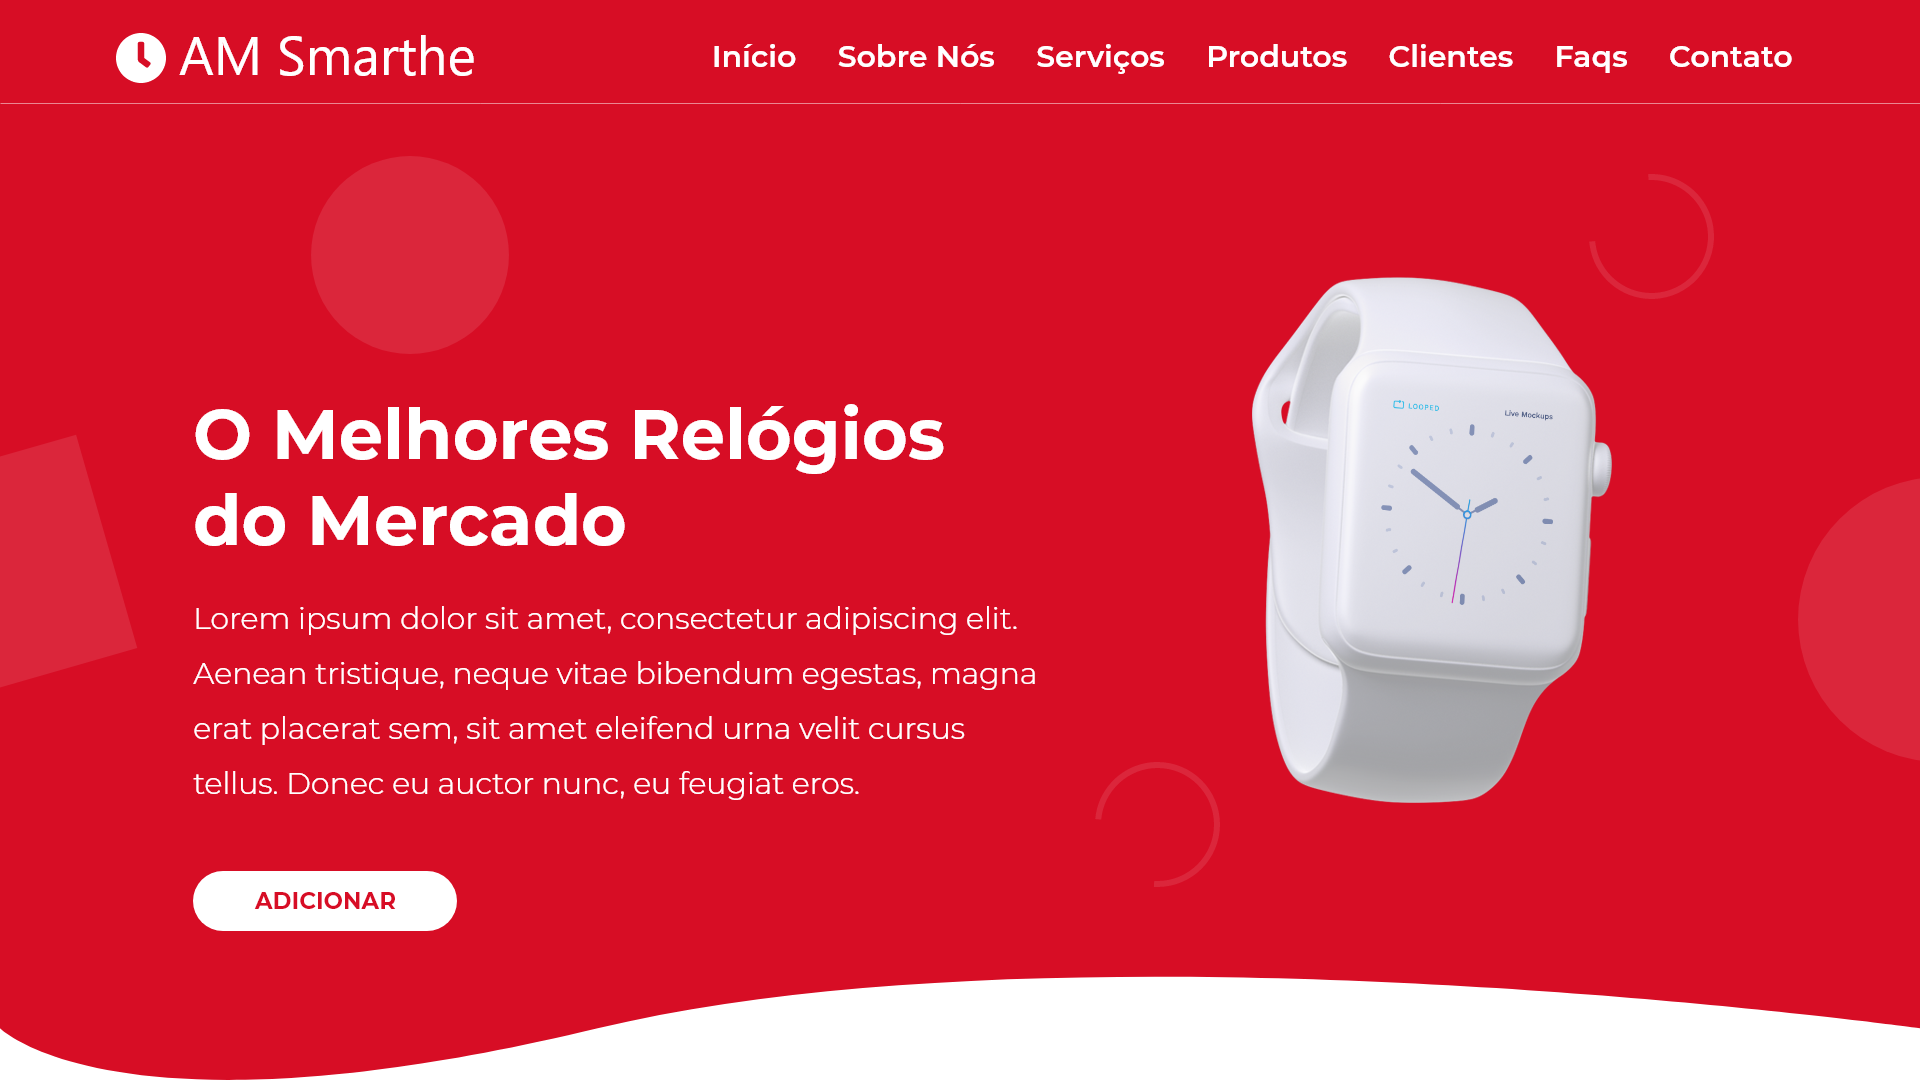 AM Smarthe
Início Sobre Nós Serviços Produtos Clientes Faqs Contato
LOOPED
Live Mockups
O Melhores Relógios
do Mercado
Lorem ipsum dolor sit amet, consectetur adipiscing elit.
Aenean tristique, neque vitae bibendum egestas, magna
erat placerat sem, sit amet eleifend urna velit cursus
tellus. Donec eu auctor nunc, eu feugiat eros.
ADICIONAR